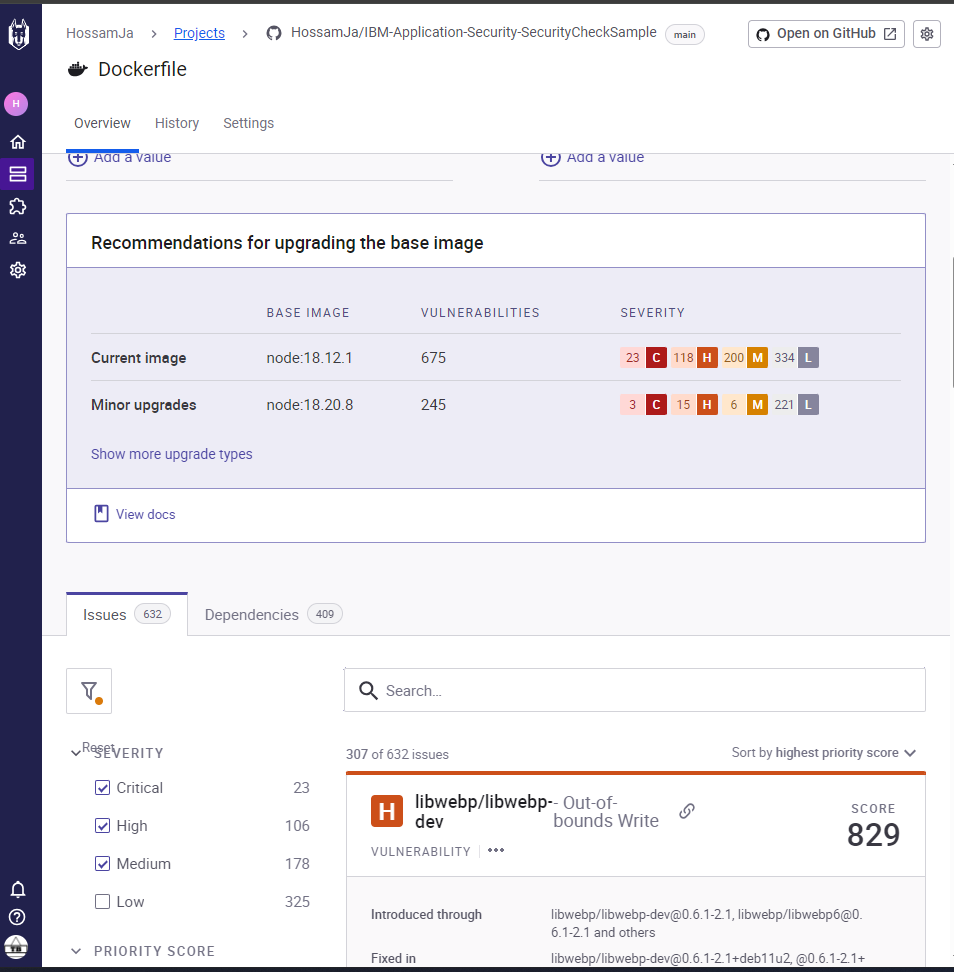 HossamJa > Projects > HossamJa/IBM-Application-Security-SecurityCheckSample main
Open on GitHub
Dockerfile
H
Overview History Settings
Add a value Add a value
Recommendations for upgrading the base image
BASE IMAGE VULNERABILITIES SEVERITY
Current image node:18.12.1 675 23 C 118 H 200 M 334 L
Minor upgrades node:18.20.8 245 3 C 15 H 6 M 221 L
Show more upgrade types
View docs
Issues 632 Dependencies 409
Search...
Reset
SEVERITY
307 of 632 issues
Sort by highest priority score
Critical 23
High 106
Medium 178
Low 325
PRIORITY SCORE
H
libwebp/libwebp-dev - Out-of-bounds Write
SCORE
829
VULNERABILITY
Introduced through libwebp/libwebp-dev@0.6.1-2.1, libwebp/libwebp6@0.
6.1-2.1 and others
Fixed in libwebp/libwebp-dev@0.6.1-2.1+deb11u2, @0.6.1-2.1+